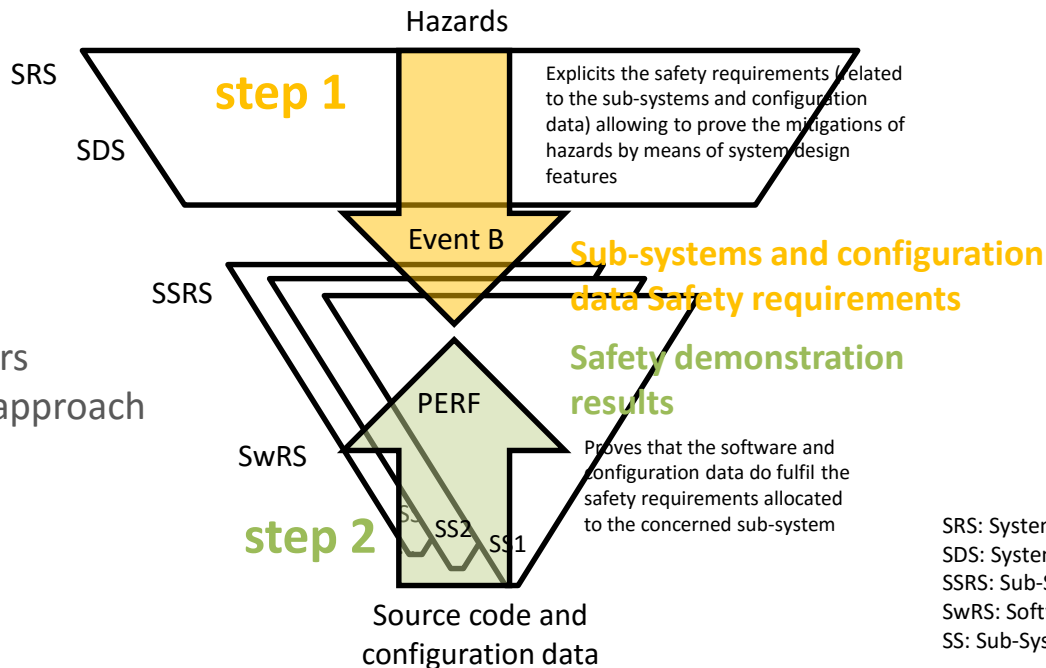 Hazards
SRS
step 1
Explicits the safety requirements (related
to the sub-systems and configuration
data) allowing to prove the mitigations of
hazards by means of system design
features
SDS
Event B
Sub-systems and configuration
data Safety requirements
SSRS
Safety demonstration
results
rs
approach
PERF
SwRS
Proves that the software and
configuration data do fulfil the
safety requirements allocated
to the concerned sub-system
step 2
SS2
SS1
Source code and
configuration data
SRS: System
SDS: System
SSRS: Sub-S
SwRS: Soft
SS: Sub-Sys